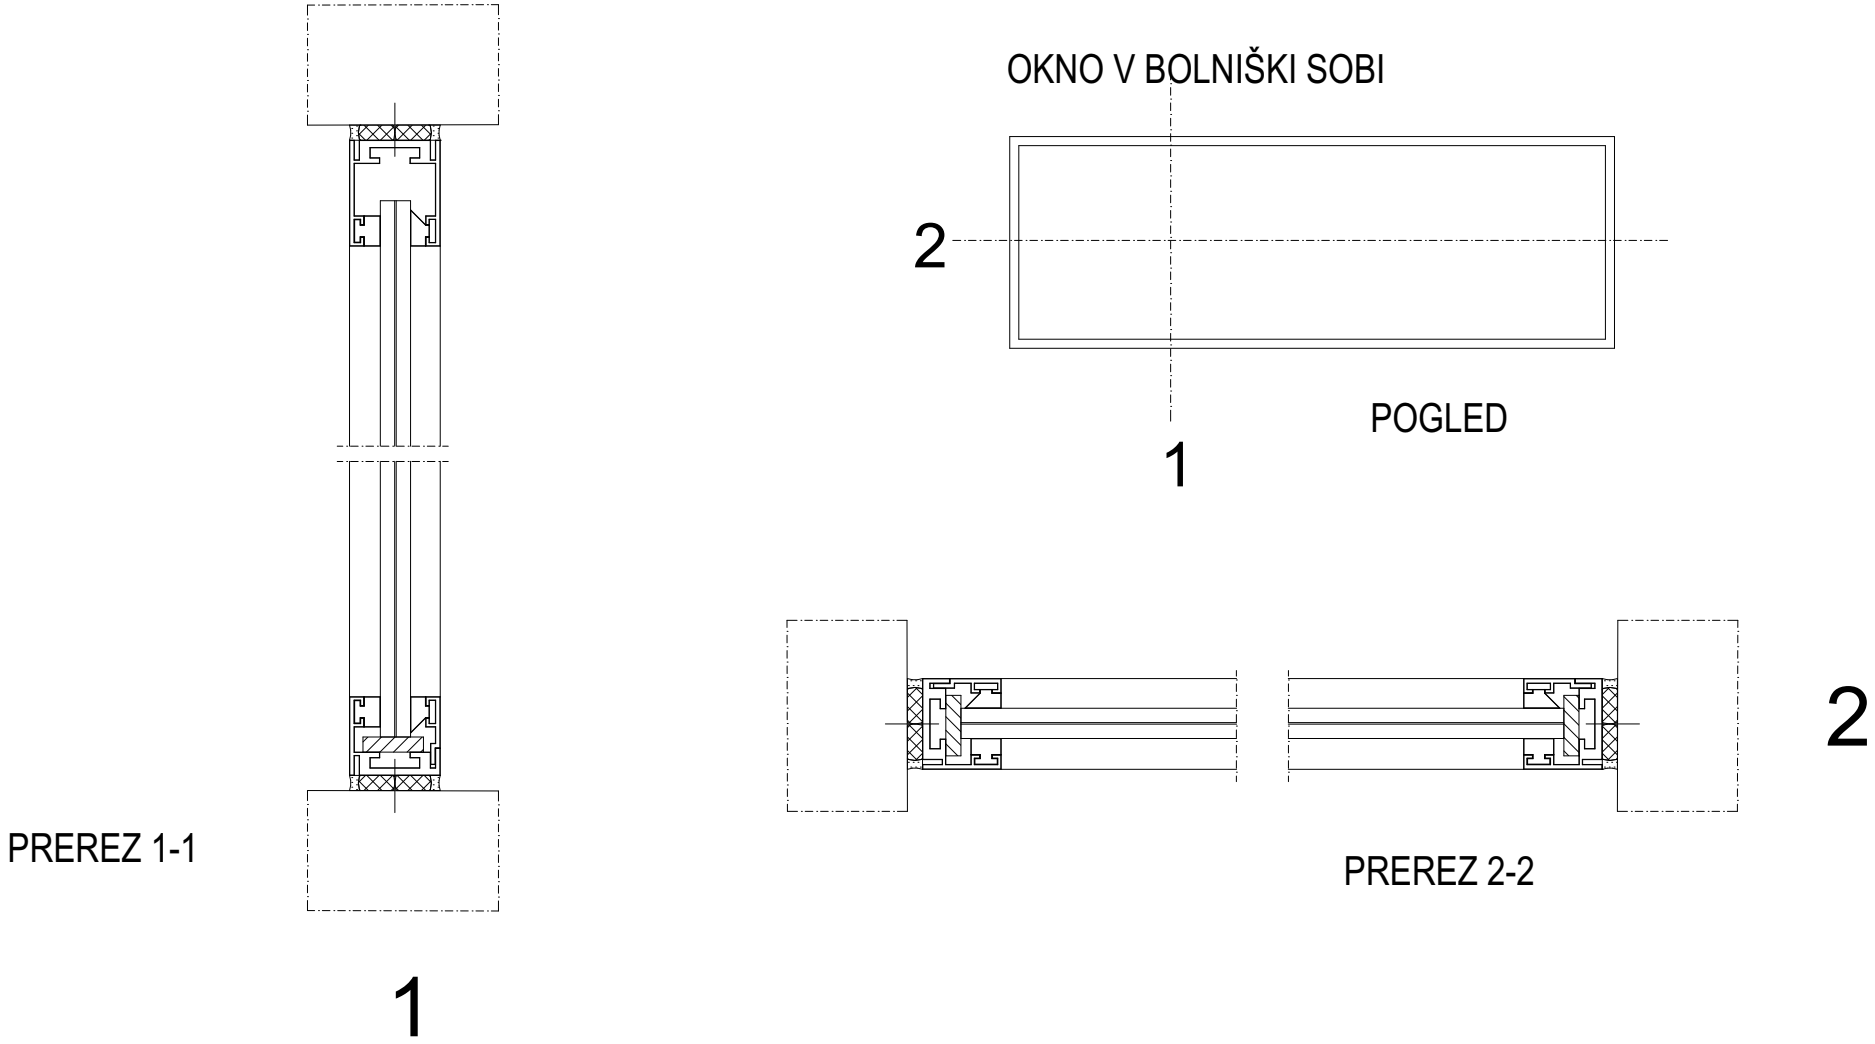 OKNO V BOLNIŠKI SOBI
2
POGLED
1
2
PREREZ 1-1
PREREZ 2-2
1